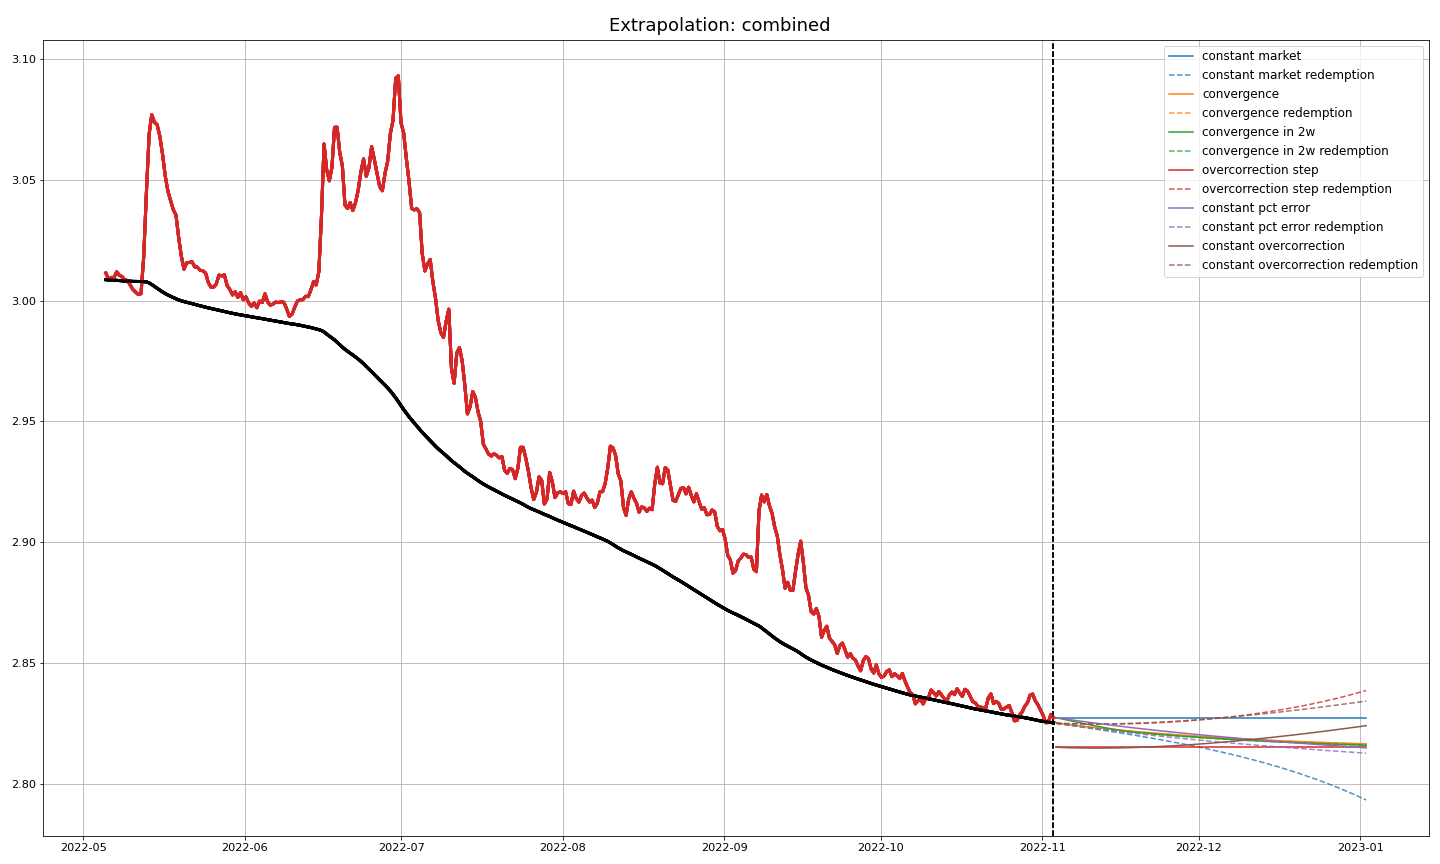 Extrapolation: combined
3.10
3.05
3.00
2.95
2.90
2.85
2.80
constant market
constant market redemption
convergence
convergence redemption
convergence in 2w
convergence in 2w redemption
overcorrection step
overcorrection step redemption
constant pct error
constant pct error redemption
constant overcorrection
constant overcorrection redemption
2022-05 2022-06 2022-07 2022-08 2022-09 2022-10 2022-11 2022-12 2023-01